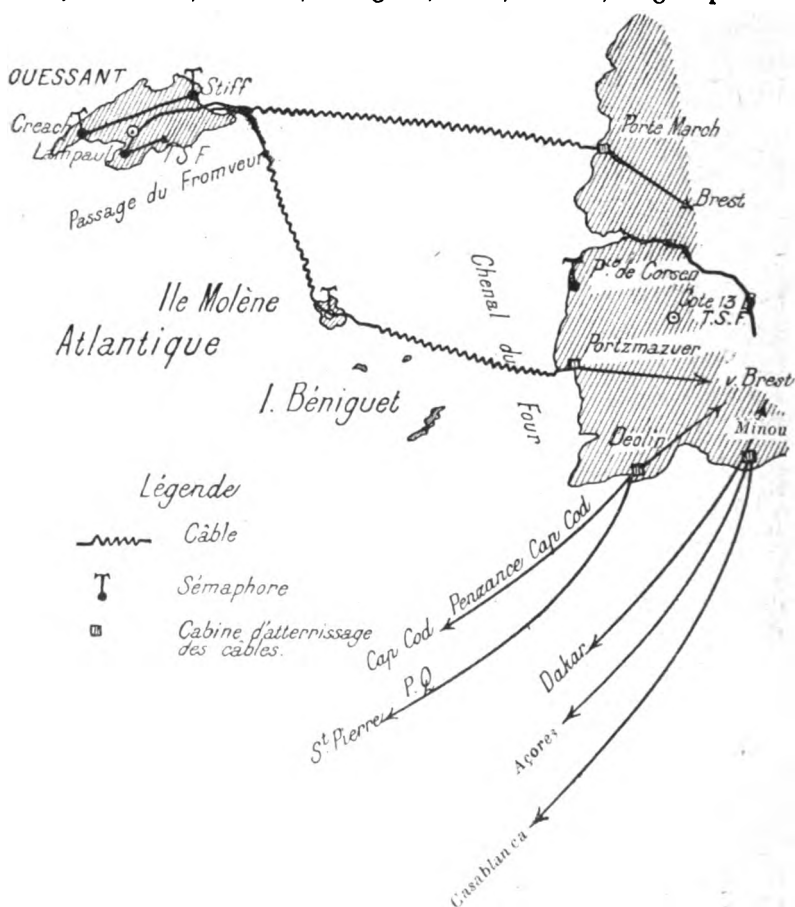 OUESSANT
Stiff
Creach
Lampaul
T.S.F
Passage du Fromveur
Porte Maroh
Brest
Pte de Corsen
Cote 13
T.S.F.
Chenal du Four
Ile Molène
Atlantique
Portzmazuer
v. Brest
I. Béniguet
Déolin
Minou
Légende
Câble
Sémaphore
Cabine d'atterrissage
des câbles.
Penzance Cap Cod
Cap Cod
P.Q
St. Pierre
Dakar
Açores
Casablanca